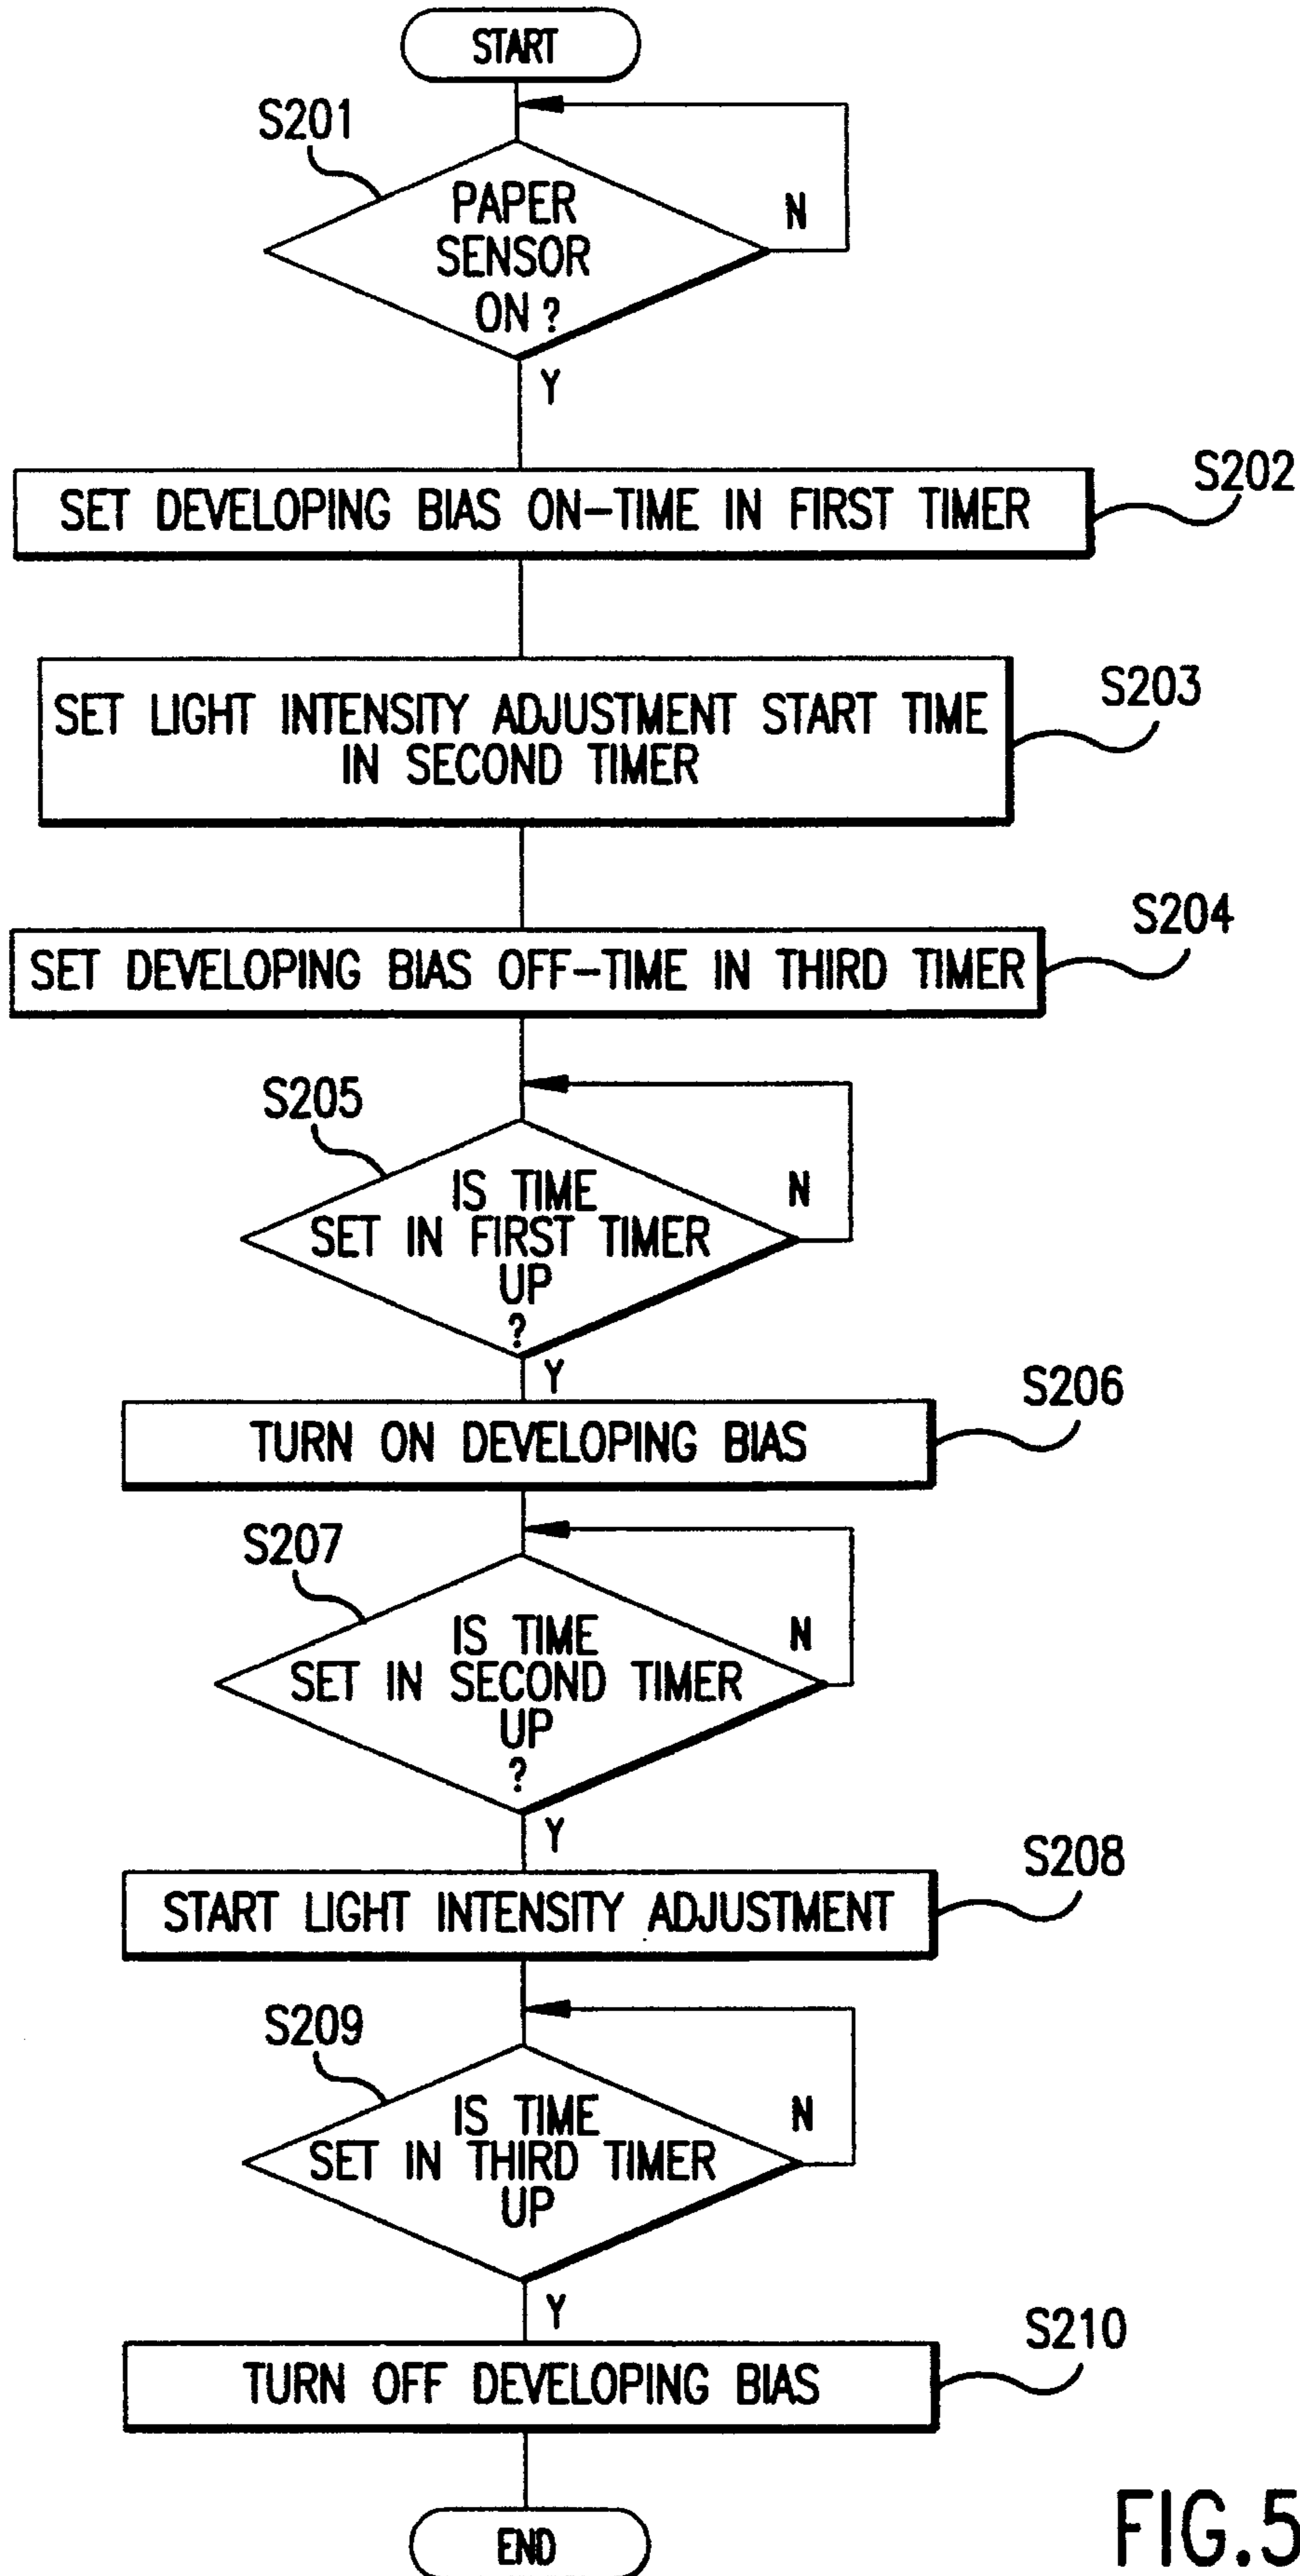 START
S201
PAPER
SENSOR
ON ?
N
Y
SET DEVELOPING BIAS ON-TIME IN FIRST TIMER
S202
SET LIGHT INTENSITY ADJUSTMENT START TIME
IN SECOND TIMER
S203
SET DEVELOPING BIAS OFF-TIME IN THIRD TIMER
S204
S205
IS TIME
SET IN FIRST TIMER
UP
?
N
Y
TURN ON DEVELOPING BIAS
S206
S207
IS TIME
SET IN SECOND TIMER
UP
?
N
Y
START LIGHT INTENSITY ADJUSTMENT
S208
S209
IS TIME
SET IN THIRD TIMER
UP
N
Y
TURN OFF DEVELOPING BIAS
S210
END
FIG.5